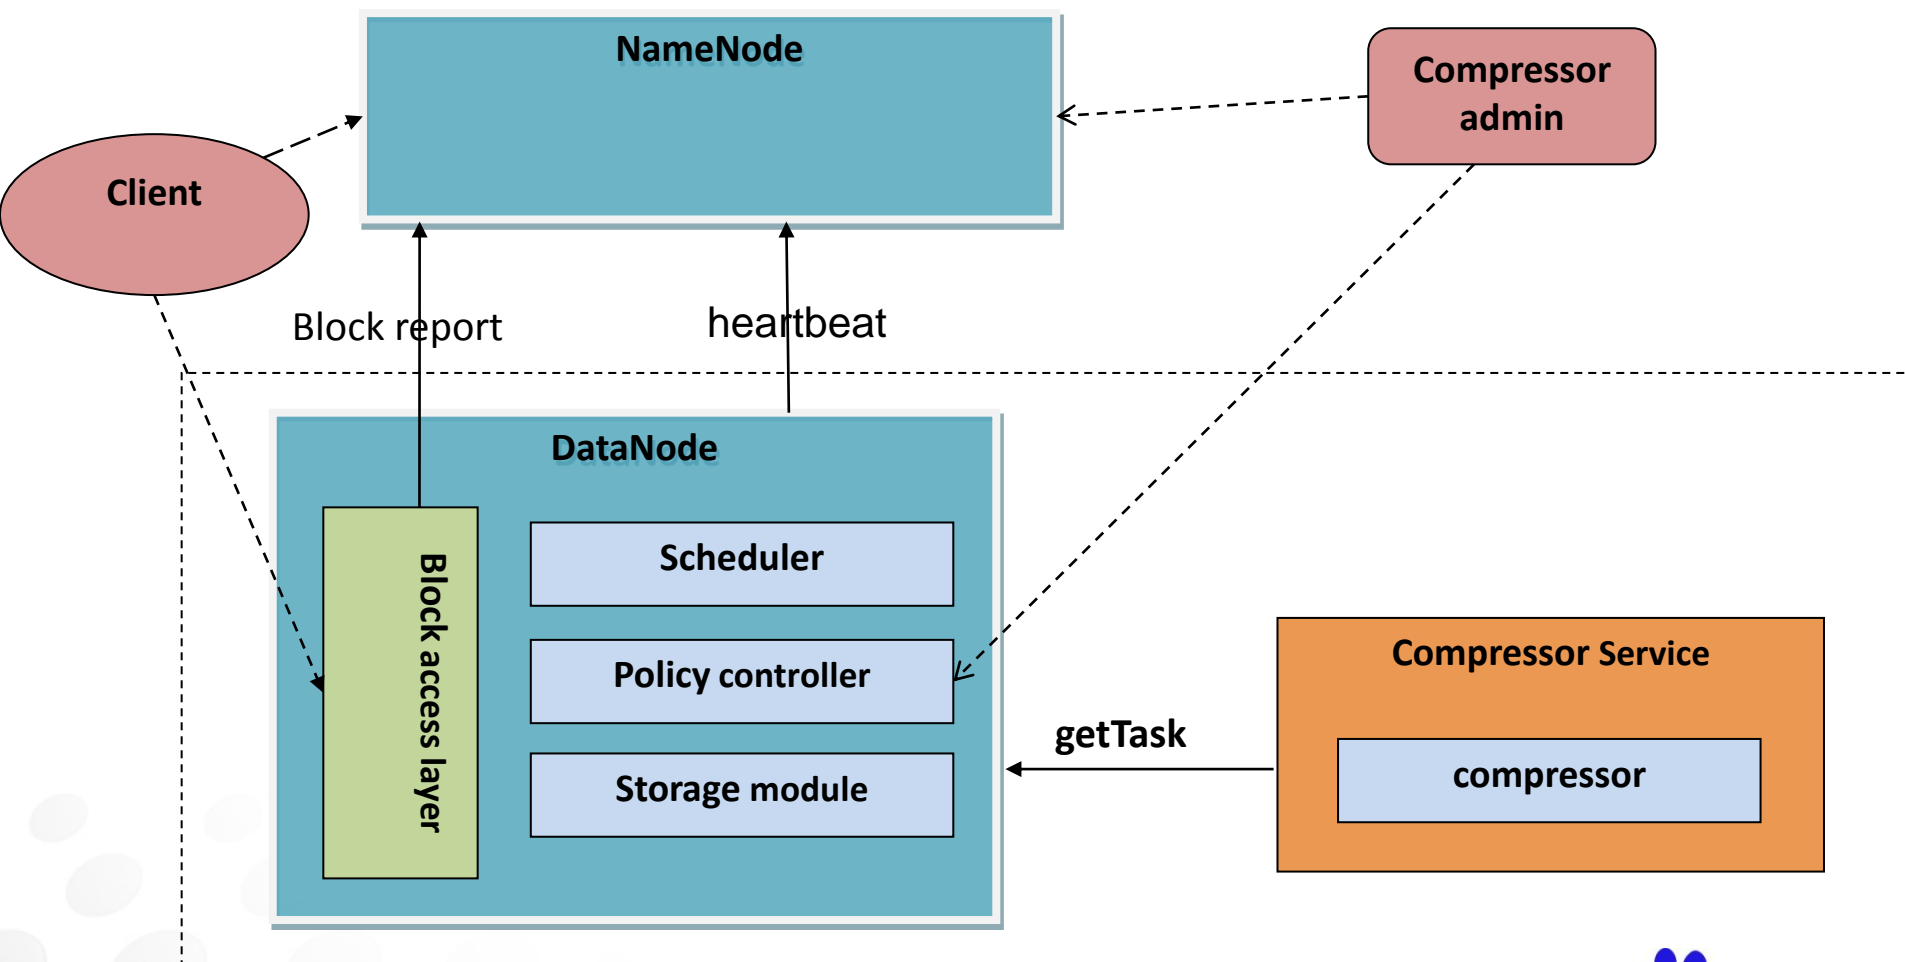 NameNode
Compressor
admin
Client
Block report
heartbeat
DataNode
Block access layer
Scheduler
Policy controller
Storage module
getTask
Compressor Service
compressor